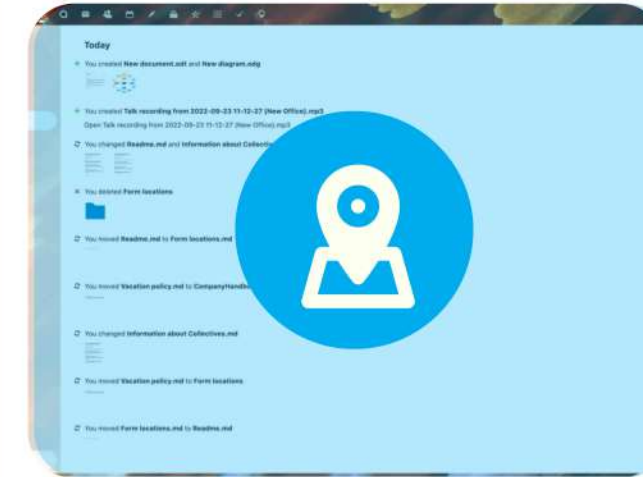 Today
You created New document.odt and New diagram.odg
You created Talk recording from 2022-09-23 11-12-27 (New Office).mp3
Open Talk recording from 2022-09-23 11-12-27 (New Office).mp3
You changed Readme.md and Information about
You deleted Form locations
You moved Readme.md to Form locations.md
You moved Vacation policy.md to
You changed Information about Collectives.md
You moved Vacation policy.md to Form locations
You moved Form locations.md to Readme.md